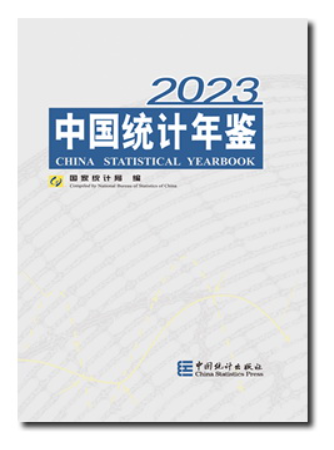 2023
中国统计年鉴
CHINA STATISTICAL YEARBOOK
国家统计局 编
Compiled by National Bureau of Statistics of China
中国统计出版社
China Statistics Press